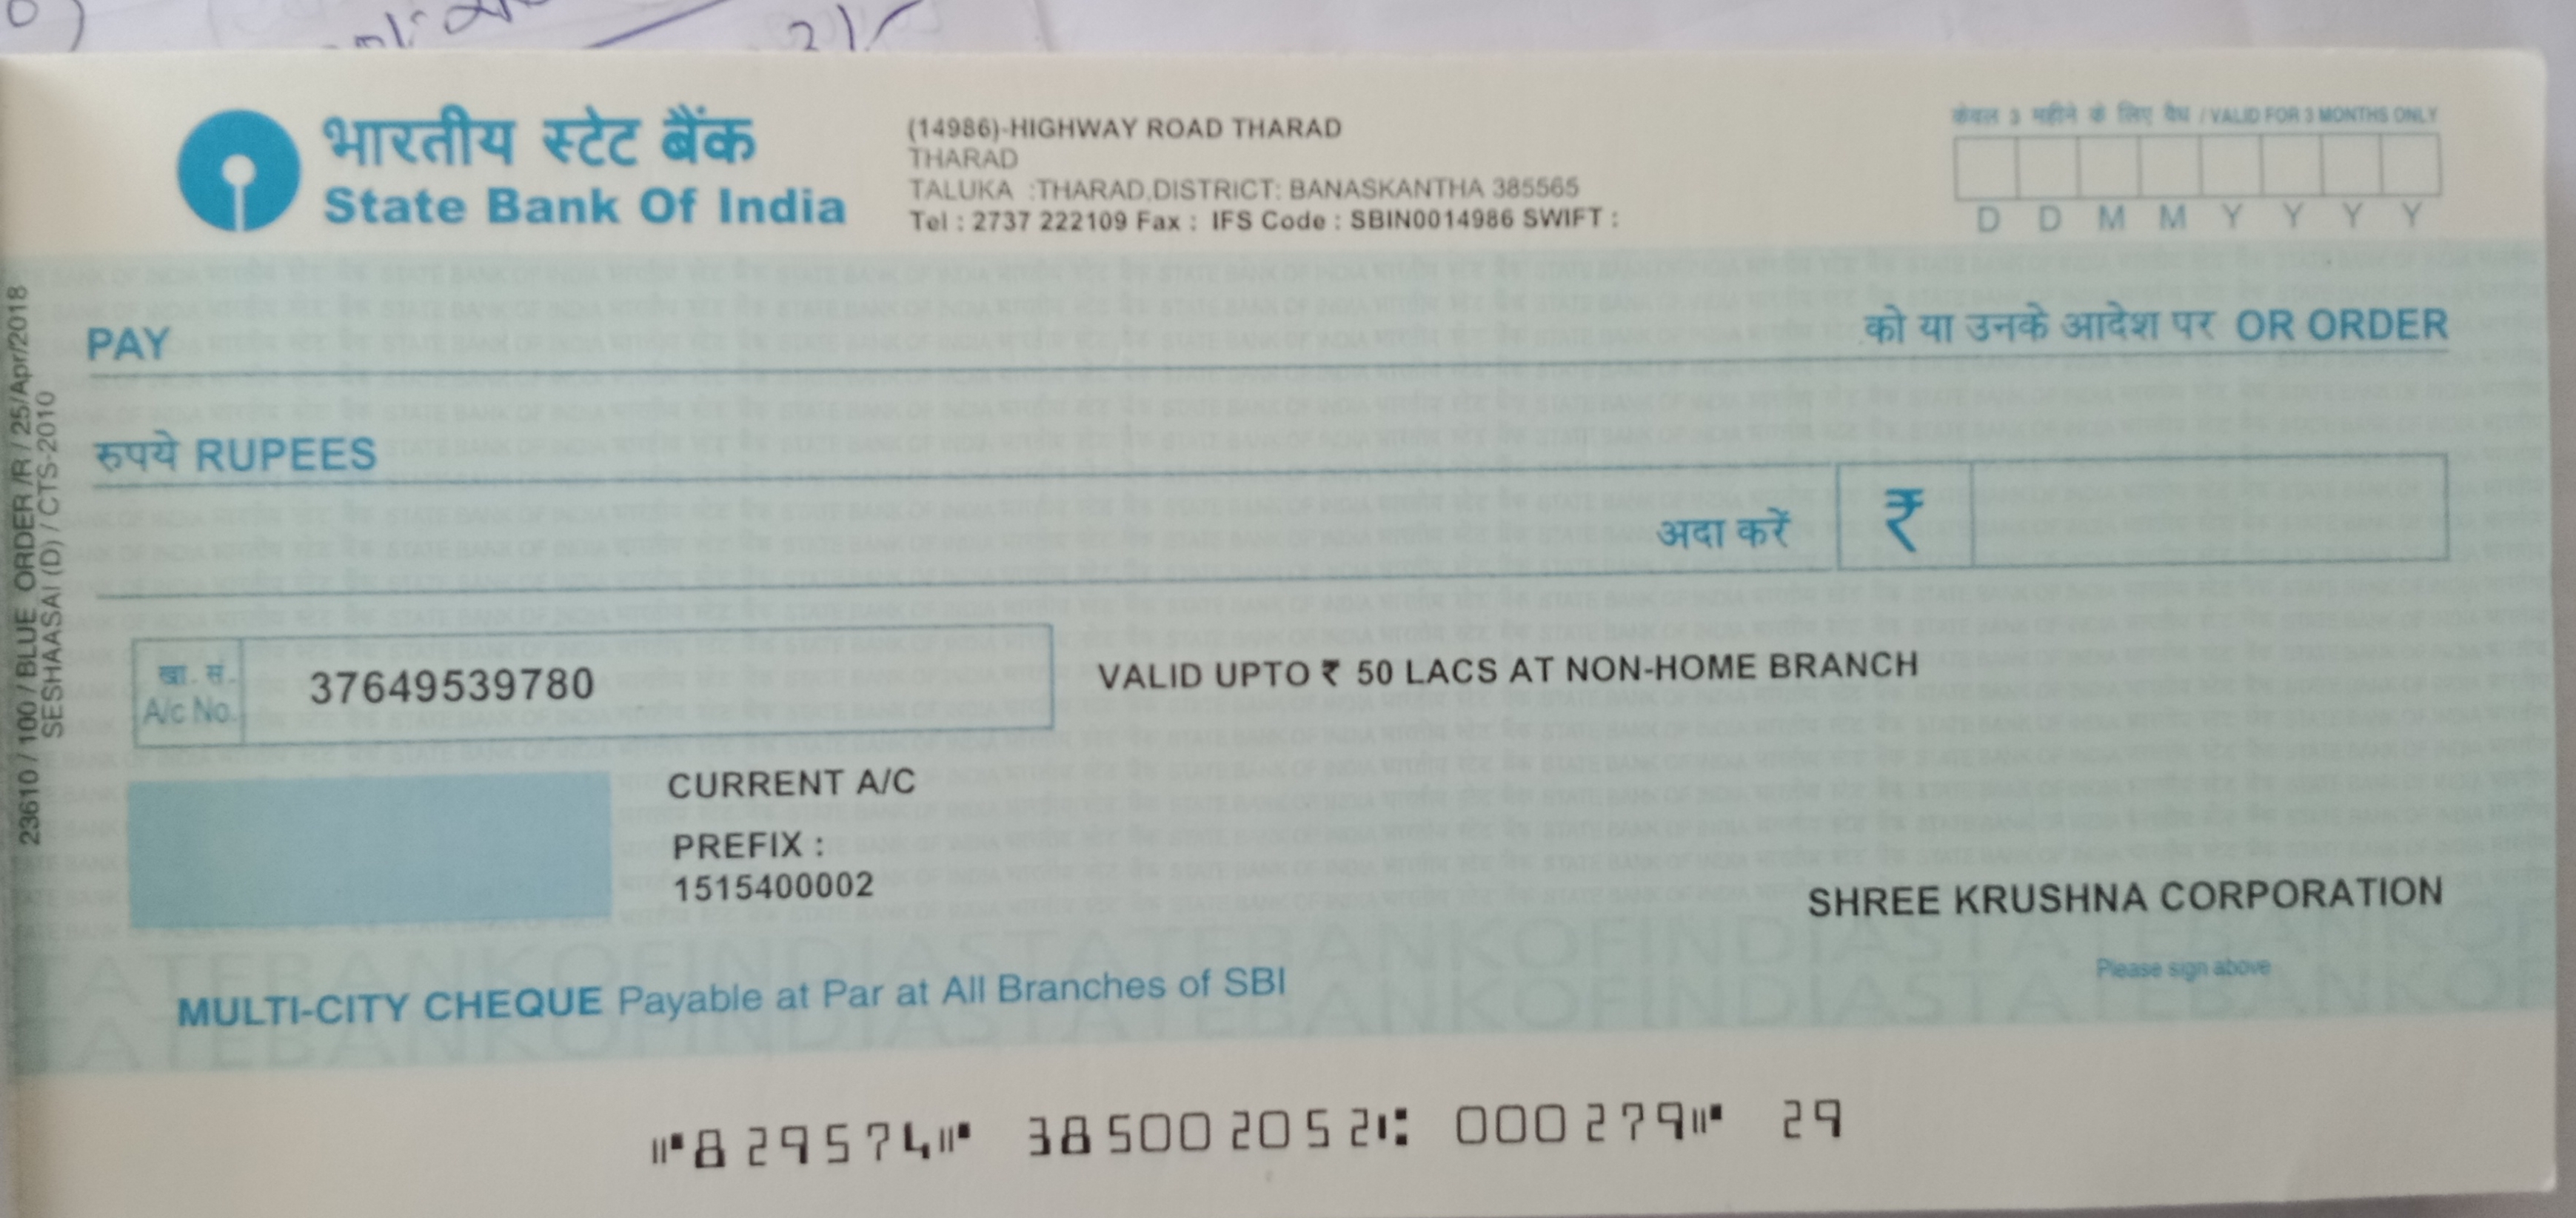 भारतीय स्टेट बैंक
State Bank Of India
(14986)-HIGHWAY ROAD THARAD
THARAD
TALUKA :THARAD,DISTRICT: BANASKANTHA 385565
Tel : 2737 222109 Fax : IFS Code : SBIN0014986 SWIFT :
केवल 3 महीने के लिए वैध / VALID FOR 3 MONTHS ONLY
D D M M Y Y Y Y
PAY
को या उनके आदेश पर OR ORDER
रुपये RUPEES
अदा करें ₹
खा. सं.
A/c No.
37649539780
VALID UPTO ₹ 50 LACS AT NON-HOME BRANCH
CURRENT A/C
PREFIX :
1515400002
SHREE KRUSHNA CORPORATION
Please sign above
MULTI-CITY CHEQUE Payable at Par at All Branches of SBI
⑈829574⑈ 385002052⑆ 000279⑈ 29
23610 / 100 / BLUE ORDER /R / 25/Apr/2018
SESHAASAI (D) / CTS-2010